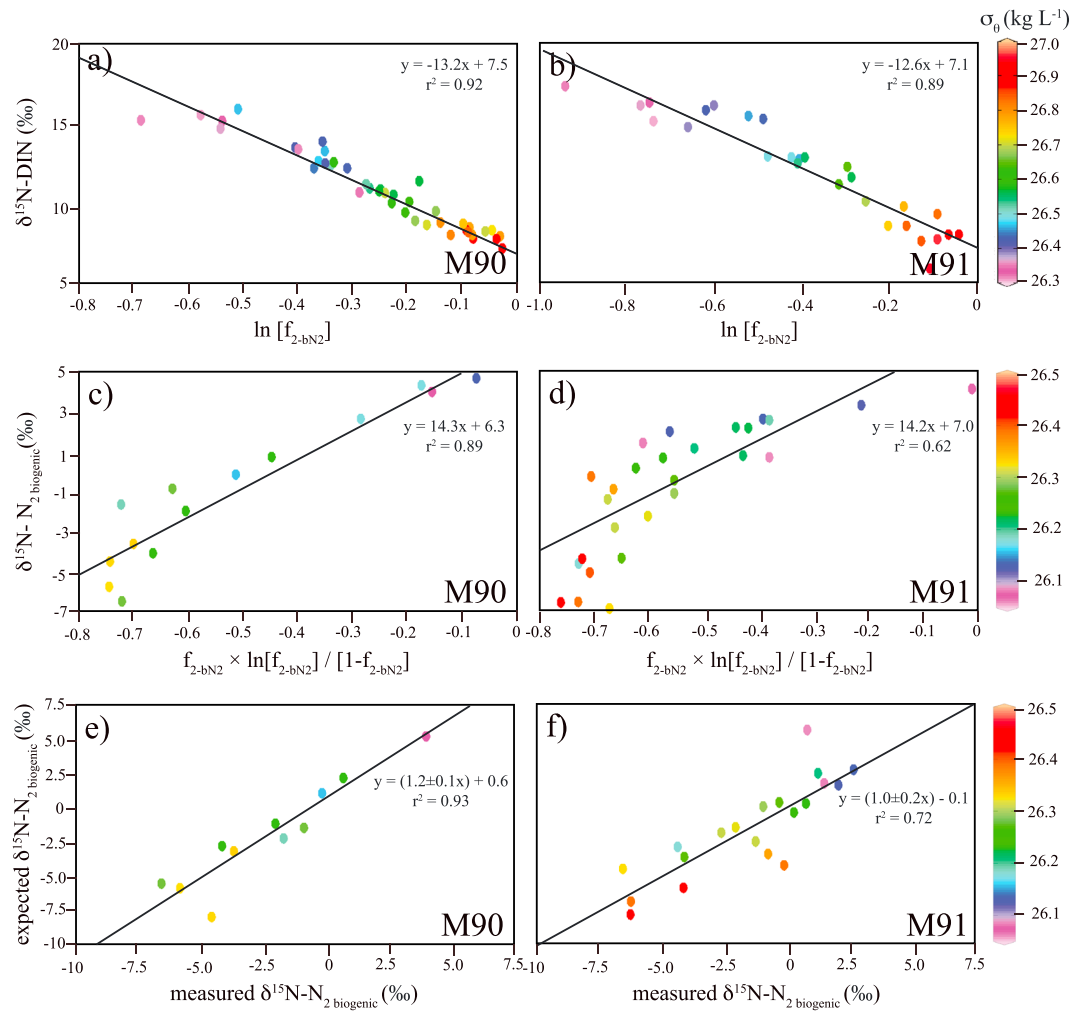 σθ (kg L-1)
a)
y = -13.2x + 7.5
r2 = 0.92
M90
20
15
10
5
δ15N-DIN (‰)
-0.8 -0.6 -0.5 -0.4 -0.3 -0.2 -0.1 0
ln [f2-bN2]
b)
y = -12.6x + 7.1
r2 = 0.89
M91
-1.0 -0.8 -0.6 -0.4 -0.2 0
ln [f2-bN2]
27.0
26.9
26.8
26.7
26.6
26.5
26.4
26.3
c)
y = 14.3x + 6.3
r2 = 0.89
M90
5
3
1
-1
-3
-5
-7
δ15N- N2 biogenic(‰)
-0.8 -0.7 -0.6 -0.5 -0.4 -0.3 -0.2 -0.1 0
f2-bN2 × ln[f2-bN2] / [1-f2-bN2]
d)
y = 14.2x + 7.0
r2 = 0.62
M91
-0.8 -0.7 -0.6 -0.5 -0.4 -0.3 -0.2 -0.1 0
f2-bN2 × ln[f2-bN2] / [1-f2-bN2]
26.5
26.4
26.3
26.2
26.1
e)
y = (1.2±0.1x) + 0.6
r2 = 0.93
M90
7.5
5.0
2.5
0
-2.5
-5.0
-7.5
-10
expected δ15N-N2 biogenic (‰)
-10 -7.5 -5.0 -2.5 0 2.5 5.0 7.5
measured δ15N-N2 biogenic (‰)
f)
y = (1.0±0.2x) - 0.1
r2 = 0.72
M91
-10 -7.5 -5.0 -2.5 0 2.5 5.0 7.5
measured δ15N-N2 biogenic (‰)
26.5
26.4
26.3
26.2
26.1